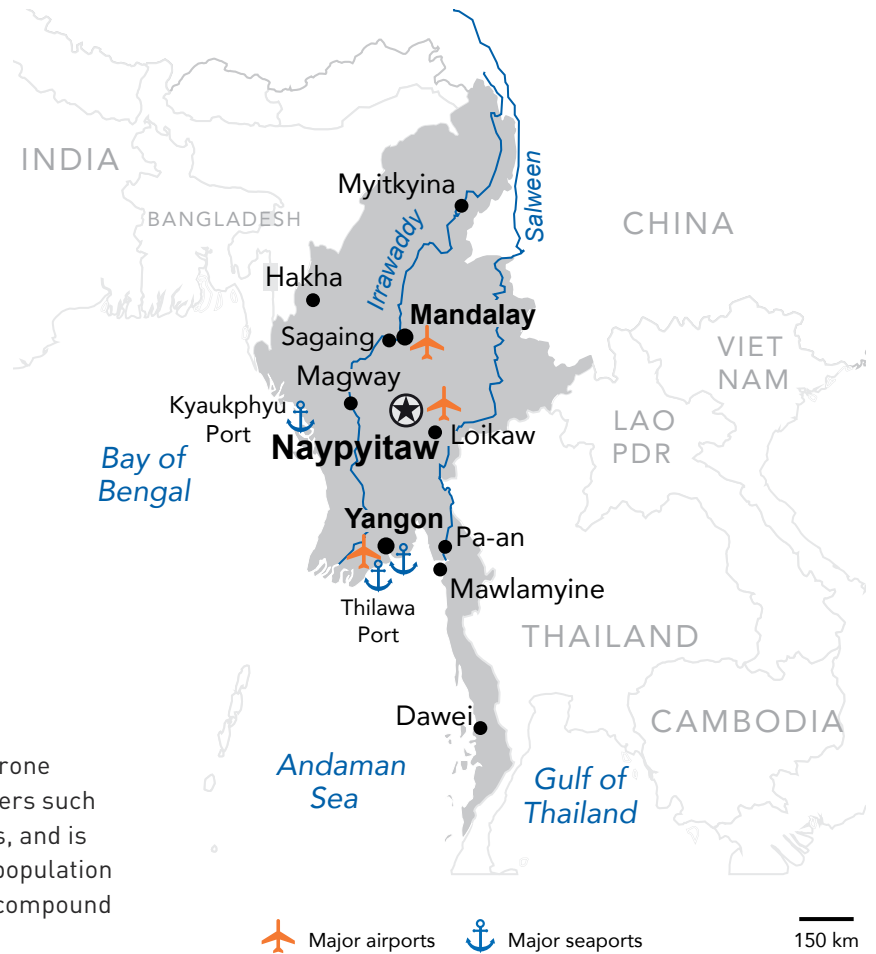 INDIA
Myitkyina
Salween
BANGLADESH
CHINA
Irrawaddy
Hakha
Mandalay
Sagaing
VIET
NAM
Magway
Kyaukphyu
Port
LAO
PDR
Loikaw
Naypyitaw
Bay of
Bengal
Yangon
Pa-an
Mawlamyine
Thilawa
Port
THAILAND
Dawei
CAMBODIA
Andaman
Sea
Gulf of
Thailand
rone
ers such
s, and is
population
compound
Major airports
Major seaports
150 km